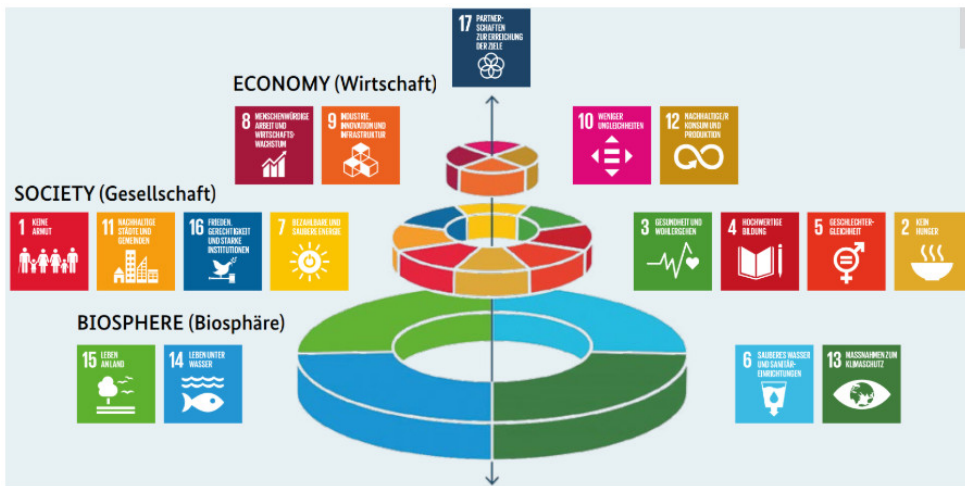 17 PARTNER-
SCHAFTEN
ZUR ERREICHUNG
DER ZIELE
ECONOMY (Wirtschaft)
8 MENSCHENWÜRDIGE
ARBEIT UND
WIRTSCHAFTS-
WACHSTUM
9 INDUSTRIE,
INNOVATION UND
INFRASTRUKTUR
10 WENIGER
UNGLEICHHEITEN
12 NACHHALTIGE/R
KONSUM UND
PRODUKTION
SOCIETY (Gesellschaft)
1 KEINE
ARMUT
11 NACHHALTIGE
STÄDTE UND
GEMEINDEN
16 FRIEDEN,
GERECHTIGKEIT
UND STARKE
INSTITUTIONEN
7 BEZAHLBARE UND
SAUBERE ENERGIE
3 GESUNDHEIT UND
WOHLERGEHEN
4 HOCHWERTIGE
BILDUNG
5 GESCHLECHTER-
GLEICHHEIT
2 KEIN
HUNGER
BIOSPHERE (Biosphäre)
15 LEBEN
AN LAND
14 LEBEN UNTER
WASSER
6 SAUBERES WASSER
UND SANITÄR-
EINRICHTUNGEN
13 MASSNAHMEN ZUM
KLIMASCHUTZ